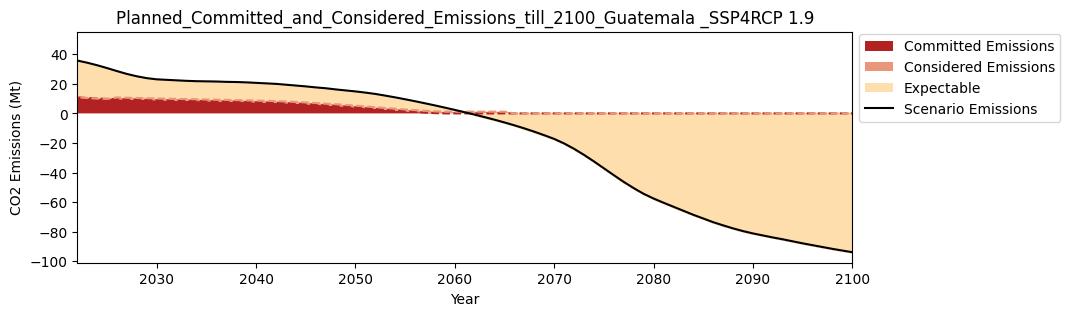 Planned_Committed_and_Considered_Emissions_till_2100_Guatemala _SSP4RCP 1.9
CO2 Emissions (Mt)
40
20
0
−20
−40
−60
−80
−100
2030 2040 2050 2060 2070 2080 2090 2100
Year
Committed Emissions
Considered Emissions
Expectable
Scenario Emissions